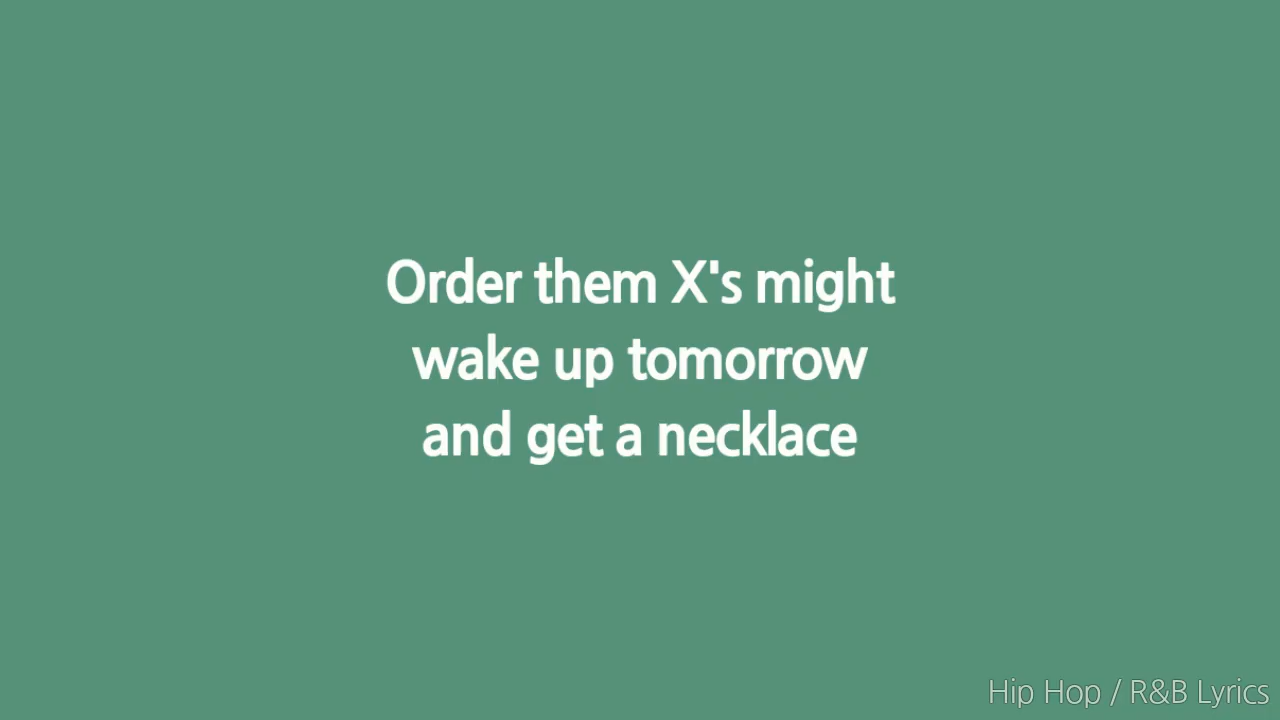 Order them X's might
wake up tomorrow
and get a necklace
Hip Hop / R&B Lyrics